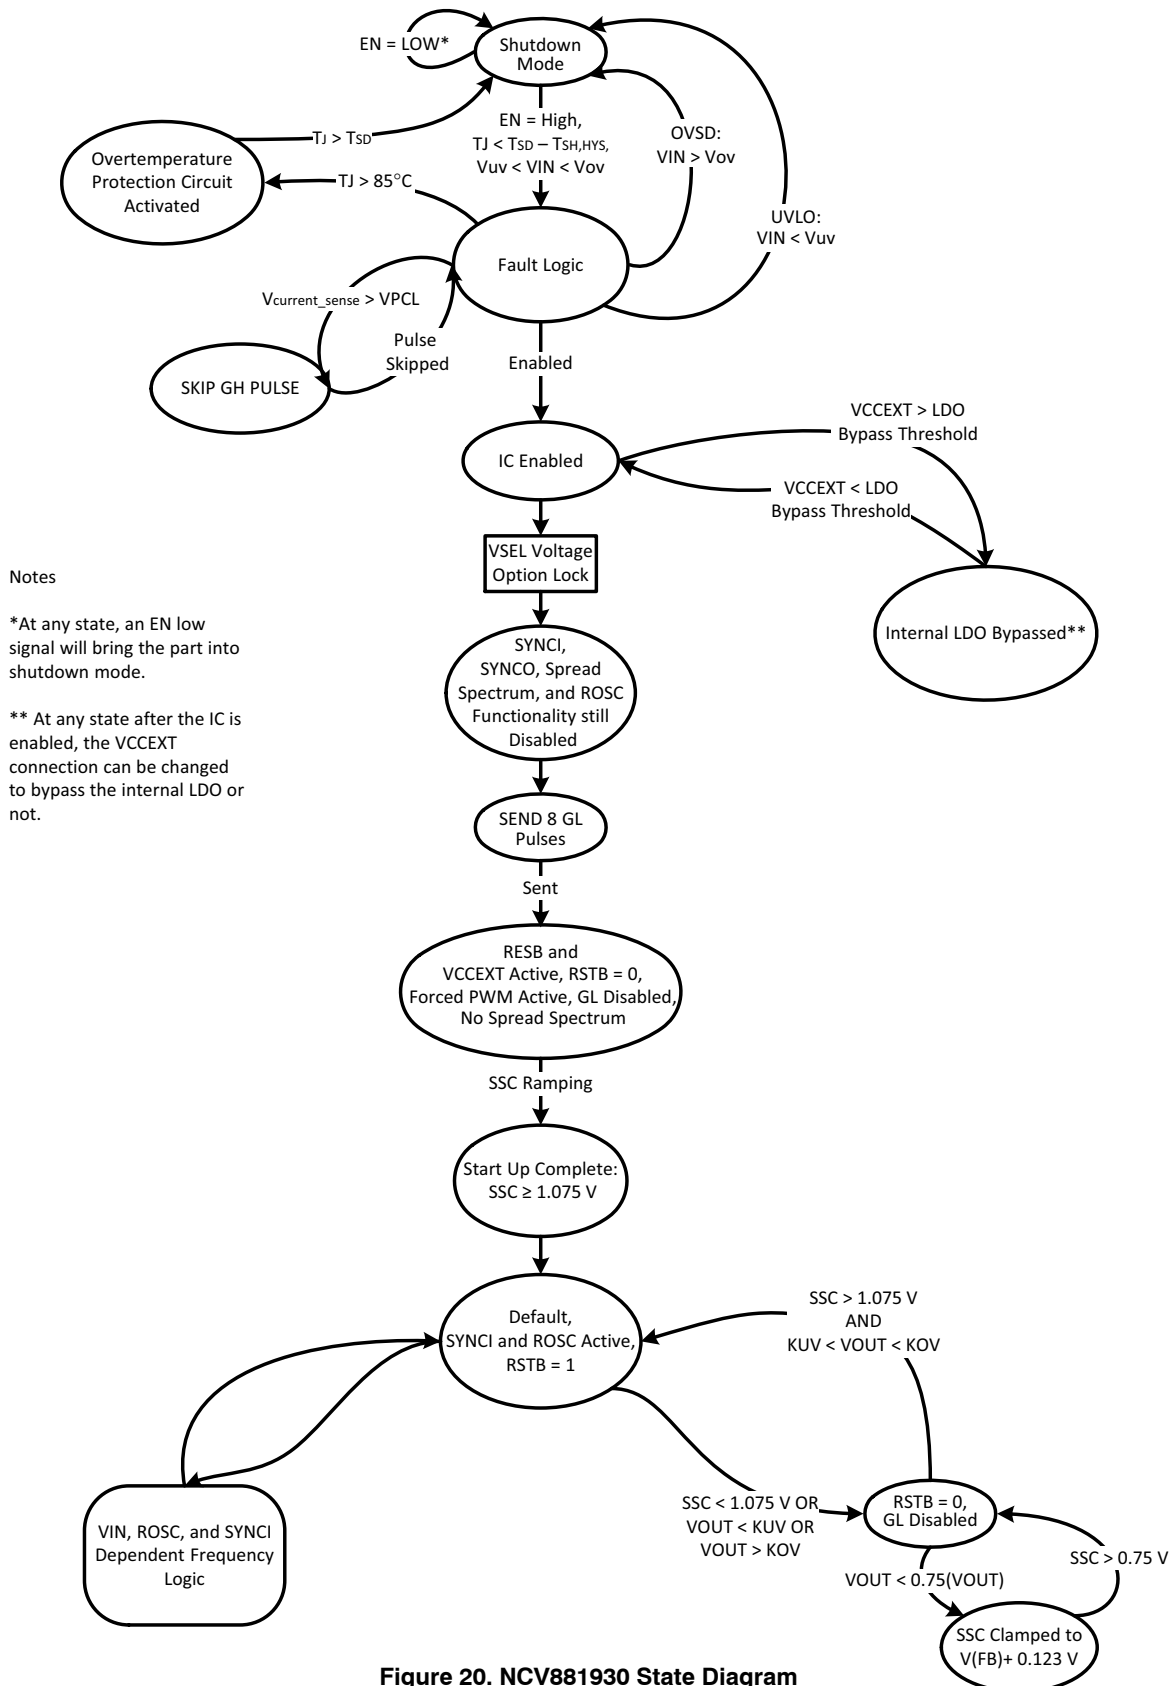 EN = LOW*
Shutdown
Mode
EN = High,
TJ < TSD – TSH,HYS,
Vuv < VIN < Vov
OVSD:
VIN > Vov
UVLO:
VIN < Vuv
TJ > TSD
Overtemperature
Protection Circuit
Activated
TJ > 85°C
Fault Logic
Vcurrent_sense > VPCL
Pulse
Skipped
SKIP GH PULSE
Enabled
IC Enabled
VCCEXT > LDO
Bypass Threshold
VCCEXT < LDO
Bypass Threshold
Internal LDO Bypassed**
VSEL Voltage
Option Lock
Notes
*At any state, an EN low
signal will bring the part into
shutdown mode.
** At any state after the IC is
enabled, the VCCEXT
connection can be changed
to bypass the internal LDO or
not.
SYNCI,
SYNCO, Spread
Spectrum, and ROSC
Functionality still
Disabled
SEND 8 GL
Pulses
Sent
RESB and
VCCEXT Active, RSTB = 0,
Forced PWM Active, GL Disabled,
No Spread Spectrum
SSC Ramping
Start Up Complete:
SSC ≥ 1.075 V
Default,
SYNCI and ROSC Active,
RSTB = 1
SSC > 1.075 V
AND
KUV < VOUT < KOV
VIN, ROSC, and SYNCI
Dependent Frequency
Logic
SSC < 1.075 V OR
VOUT < KUV OR
VOUT > KOV
RSTB = 0,
GL Disabled
VOUT < 0.75(VOUT)
SSC > 0.75 V
SSC Clamped to
V(FB)+ 0.123 V
Figure 20. NCV881930 State Diagram